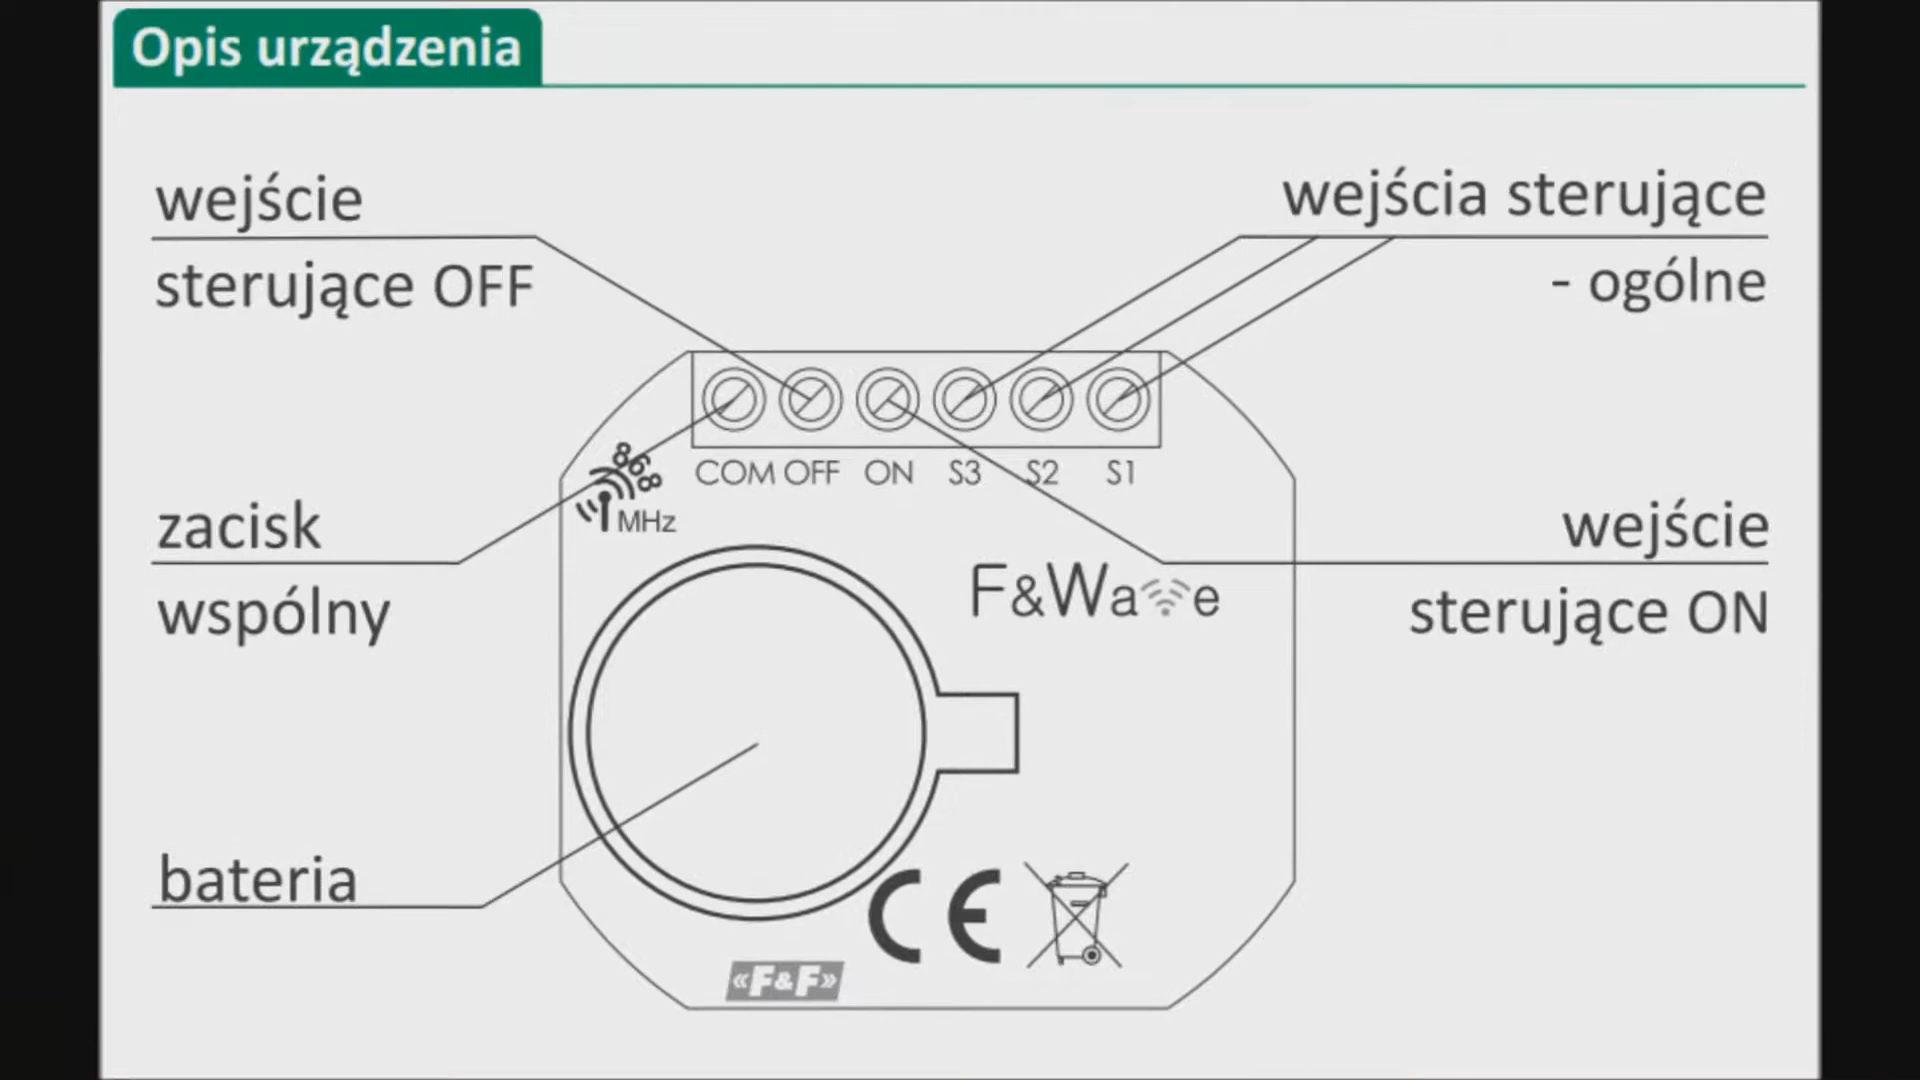 Opis urządzenia
wejście
sterujące OFF
wejścia sterujące
- ogólne
COM OFF ON S3 S2 S1
868
MHz
zacisk
wspólny
F&Wave
wejście
sterujące ON
bateria
CE
«F&F»